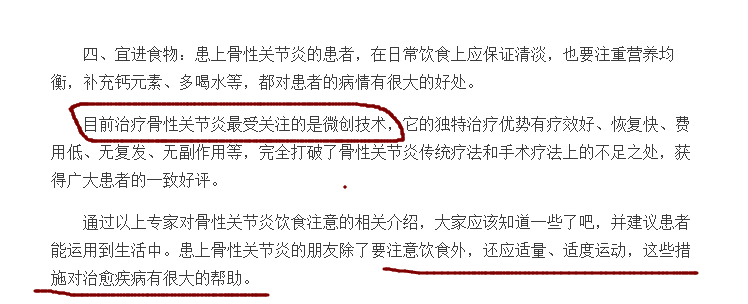 四、宜进食物：患上骨性关节炎的患者，在日常饮食上应保证清淡，也要注重营养均
衡，补充钙元素、多喝水等，都对患者的病情有很大的好处。
目前治疗骨性关节炎最受关注的是微创技术，它的独特治疗优势有疗效好、恢复快、费
用低、无复发、无副作用等，完全打破了骨性关节炎传统疗法和手术疗法上的不足之处，获
得广大患者的一致好评。
通过以上专家对骨性关节炎饮食注意的相关介绍，大家应该知道一些了吧，并建议患者
能运用到生活中。患上骨性关节炎的朋友除了要注意饮食外，还应适量、适度运动，这些措
施对治愈疾病有很大的帮助。